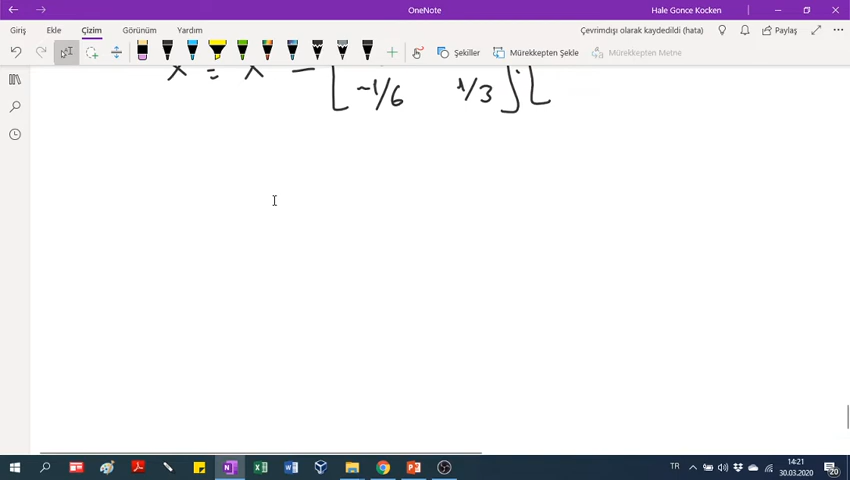 OneNote
Hale Gonce Kocken
Giriş Ekle Çizim Görünüm Yardım
Çevrimdışı olarak kaydedildi (hata)
Paylaş
Şekiller
Mürekkepten Şekle
Mürekkepten Metne
x = x -
-1/6 1/3
TR
14:21
30.03.2020
20